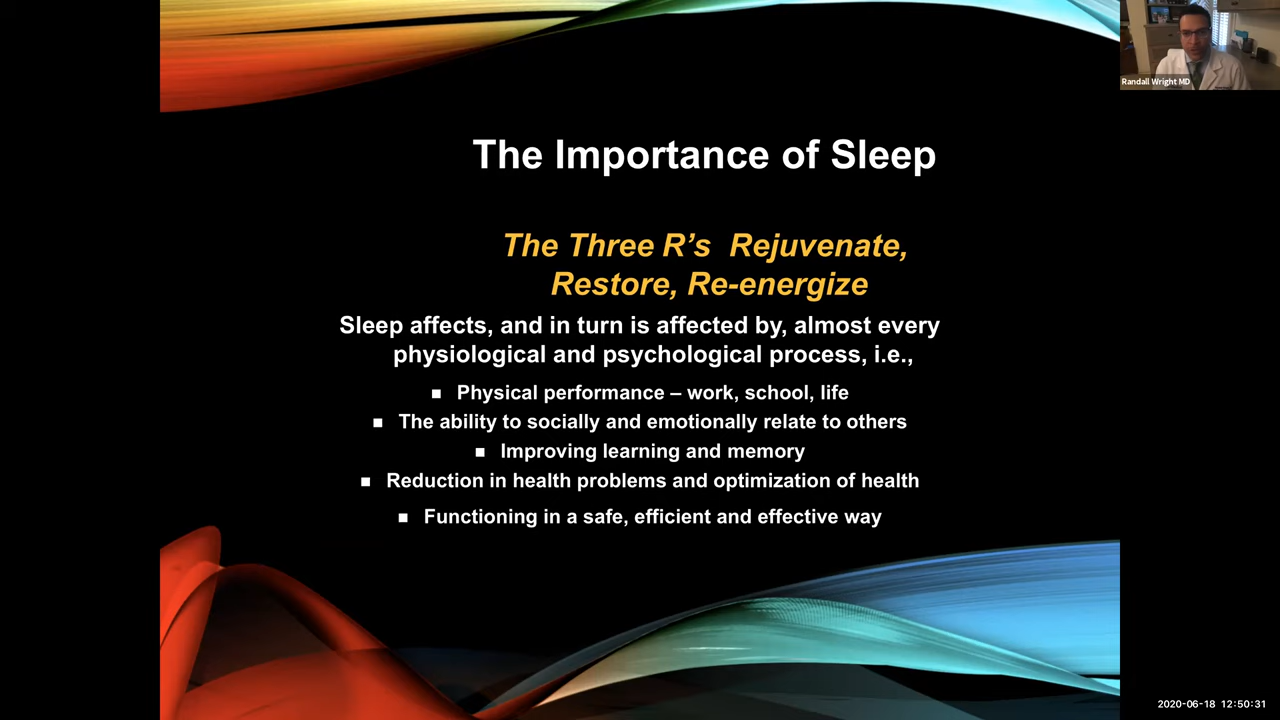 Randall Wright MD
The Importance of Sleep
The Three R’s  Rejuvenate,
Restore, Re-energize
Sleep affects, and in turn is affected by, almost every
physiological and psychological process, i.e.,
■ Physical performance – work, school, life
■ The ability to socially and emotionally relate to others
■ Improving learning and memory
■ Reduction in health problems and optimization of health
■ Functioning in a safe, efficient and effective way
2020-06-18 12:50:31